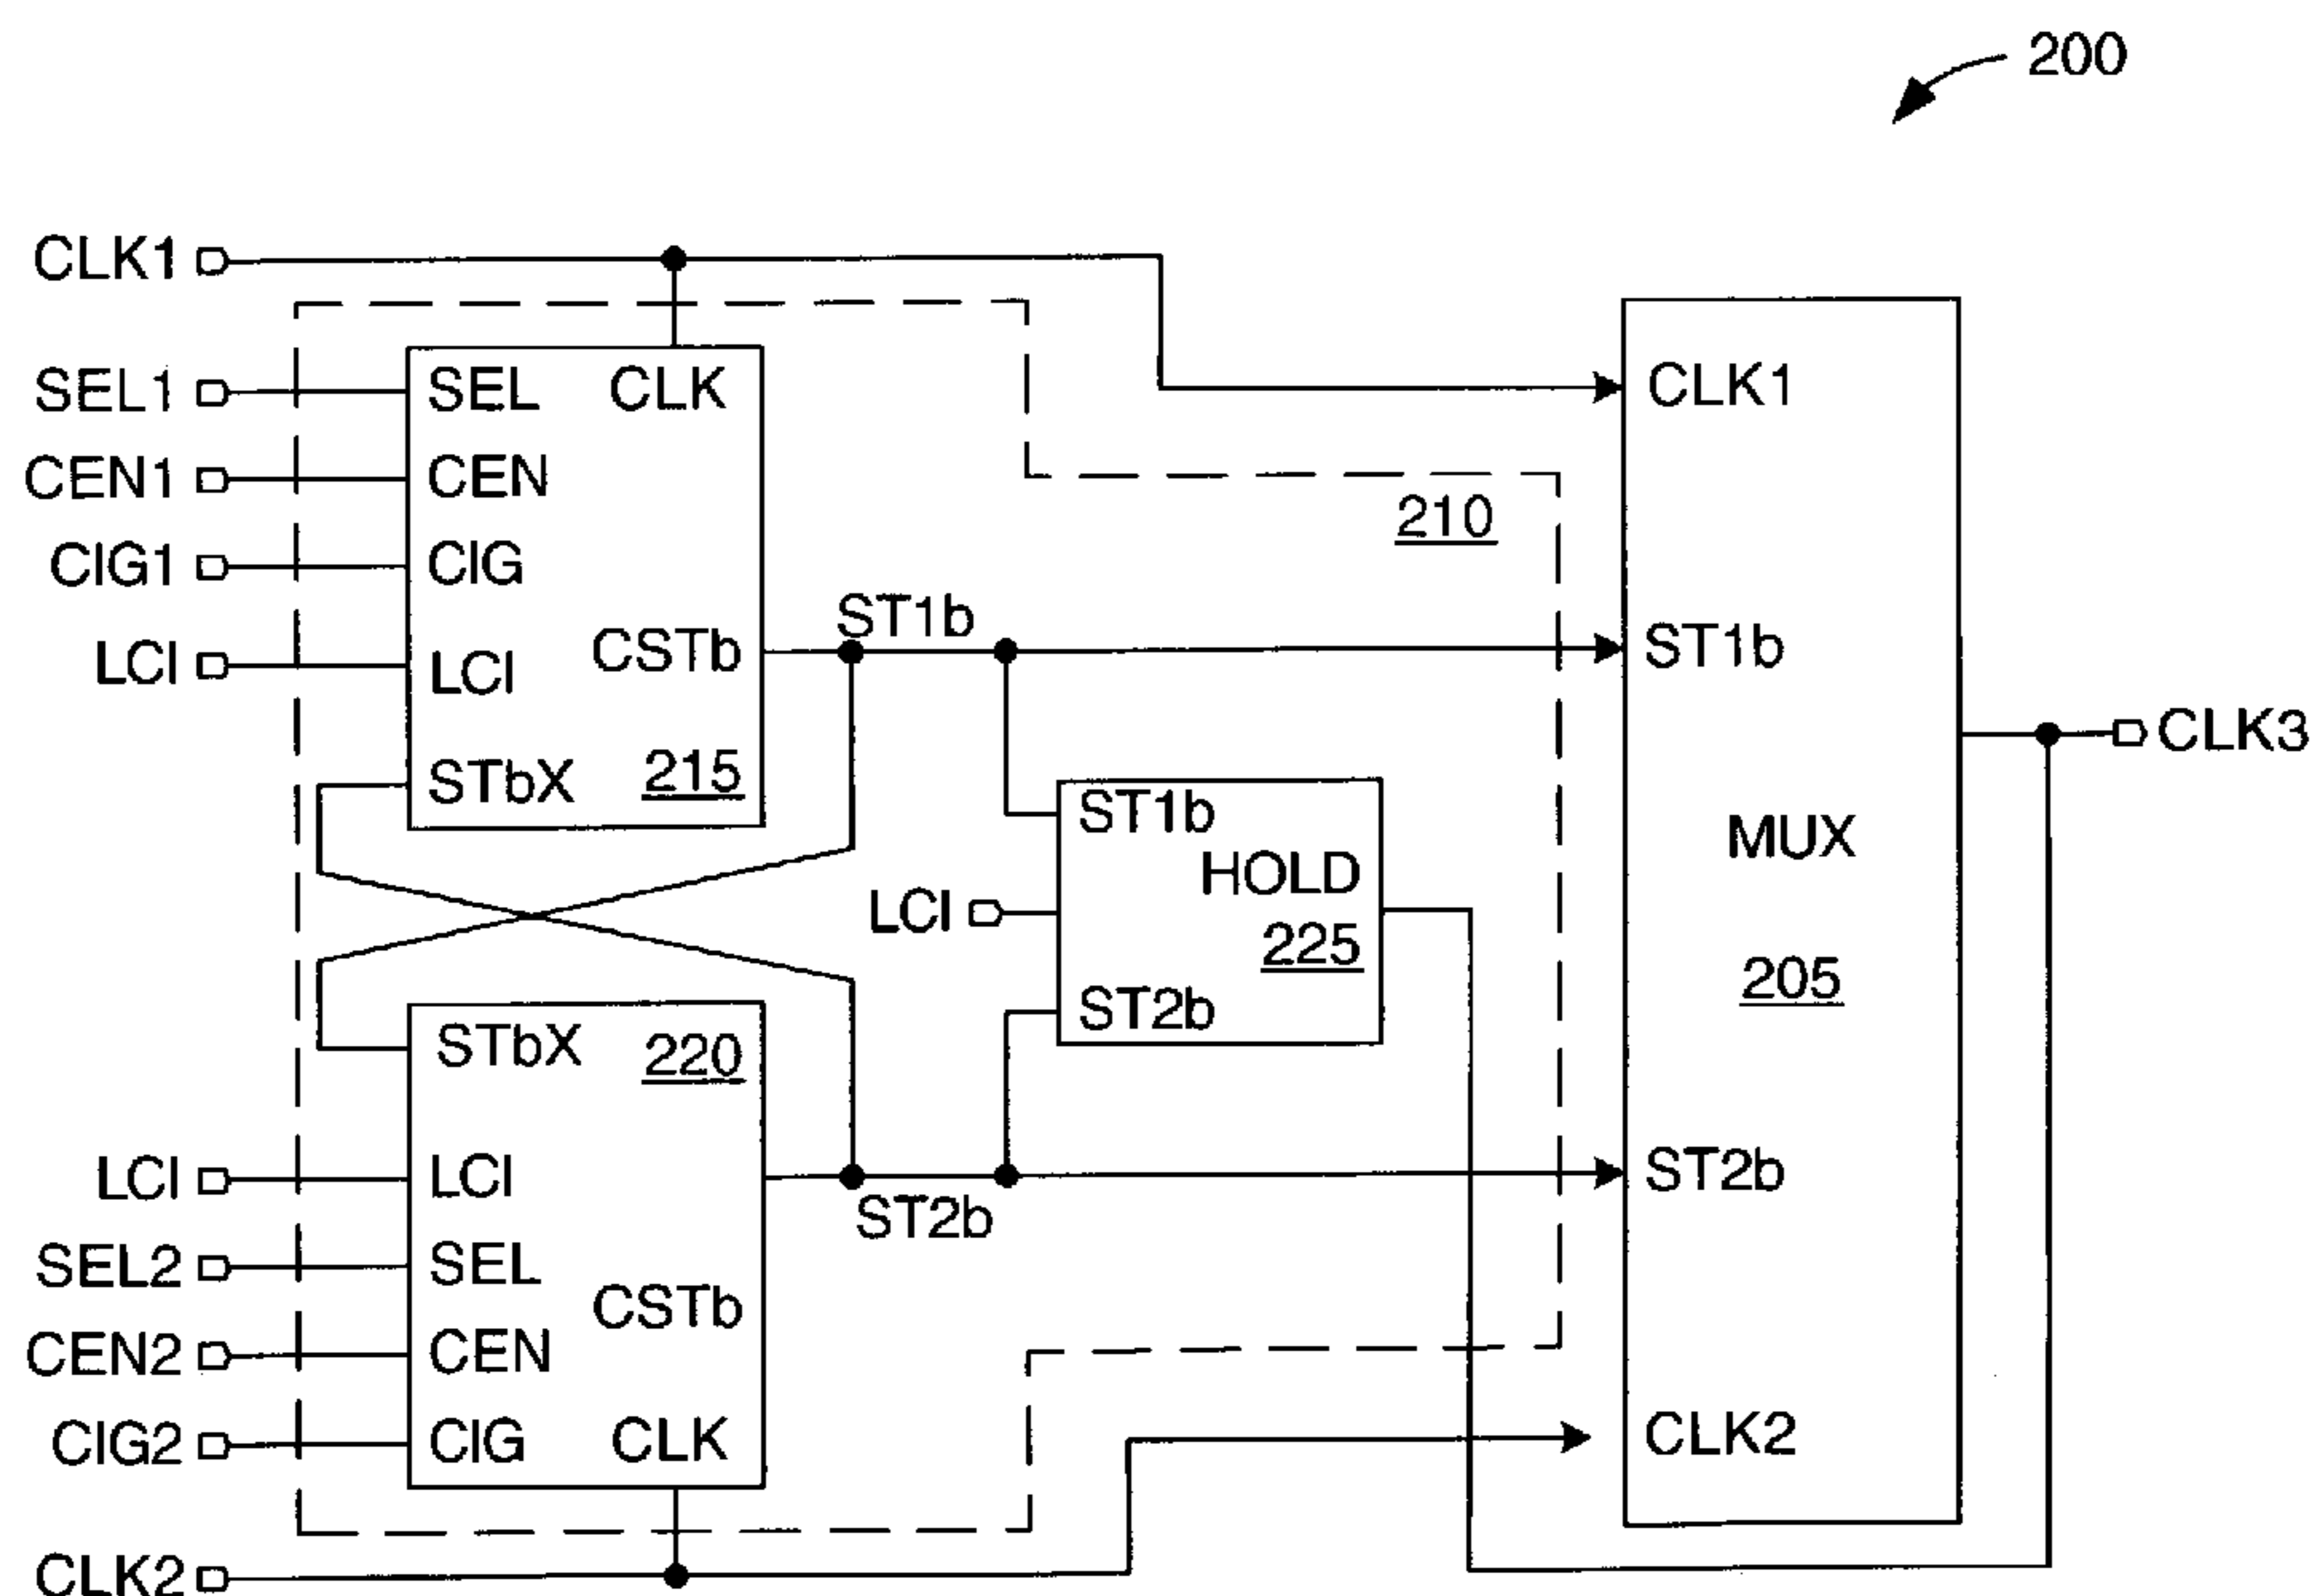 200
CLK1
SEL1
CEN1
CIG1
LCI
SEL CLK
CEN
CIG
LCI
CSTb
STbX
215
ST1b
210
CLK1
ST1b
MUX
205
ST2b
CLK2
CLK3
LCI
ST1b
HOLD
225
ST2b
STbX
220
LCI
SEL
CSTb
CEN
CIG CLK
ST2b
LCI
SEL2
CEN2
CIG2
CLK2